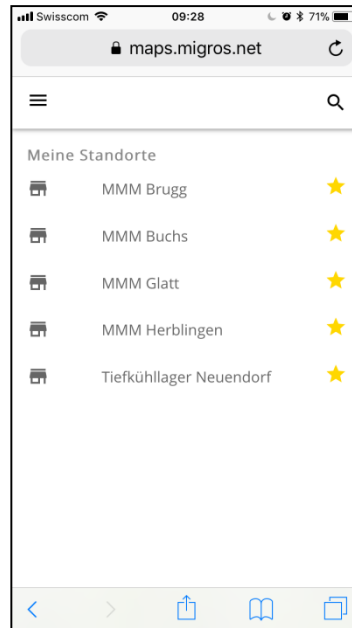 Swisscom 09:28 71%
maps.migros.net
Meine Standorte
MMM Brugg
MMM Buchs
MMM Glatt
MMM Herblingen
Tiefkühllager Neuendorf